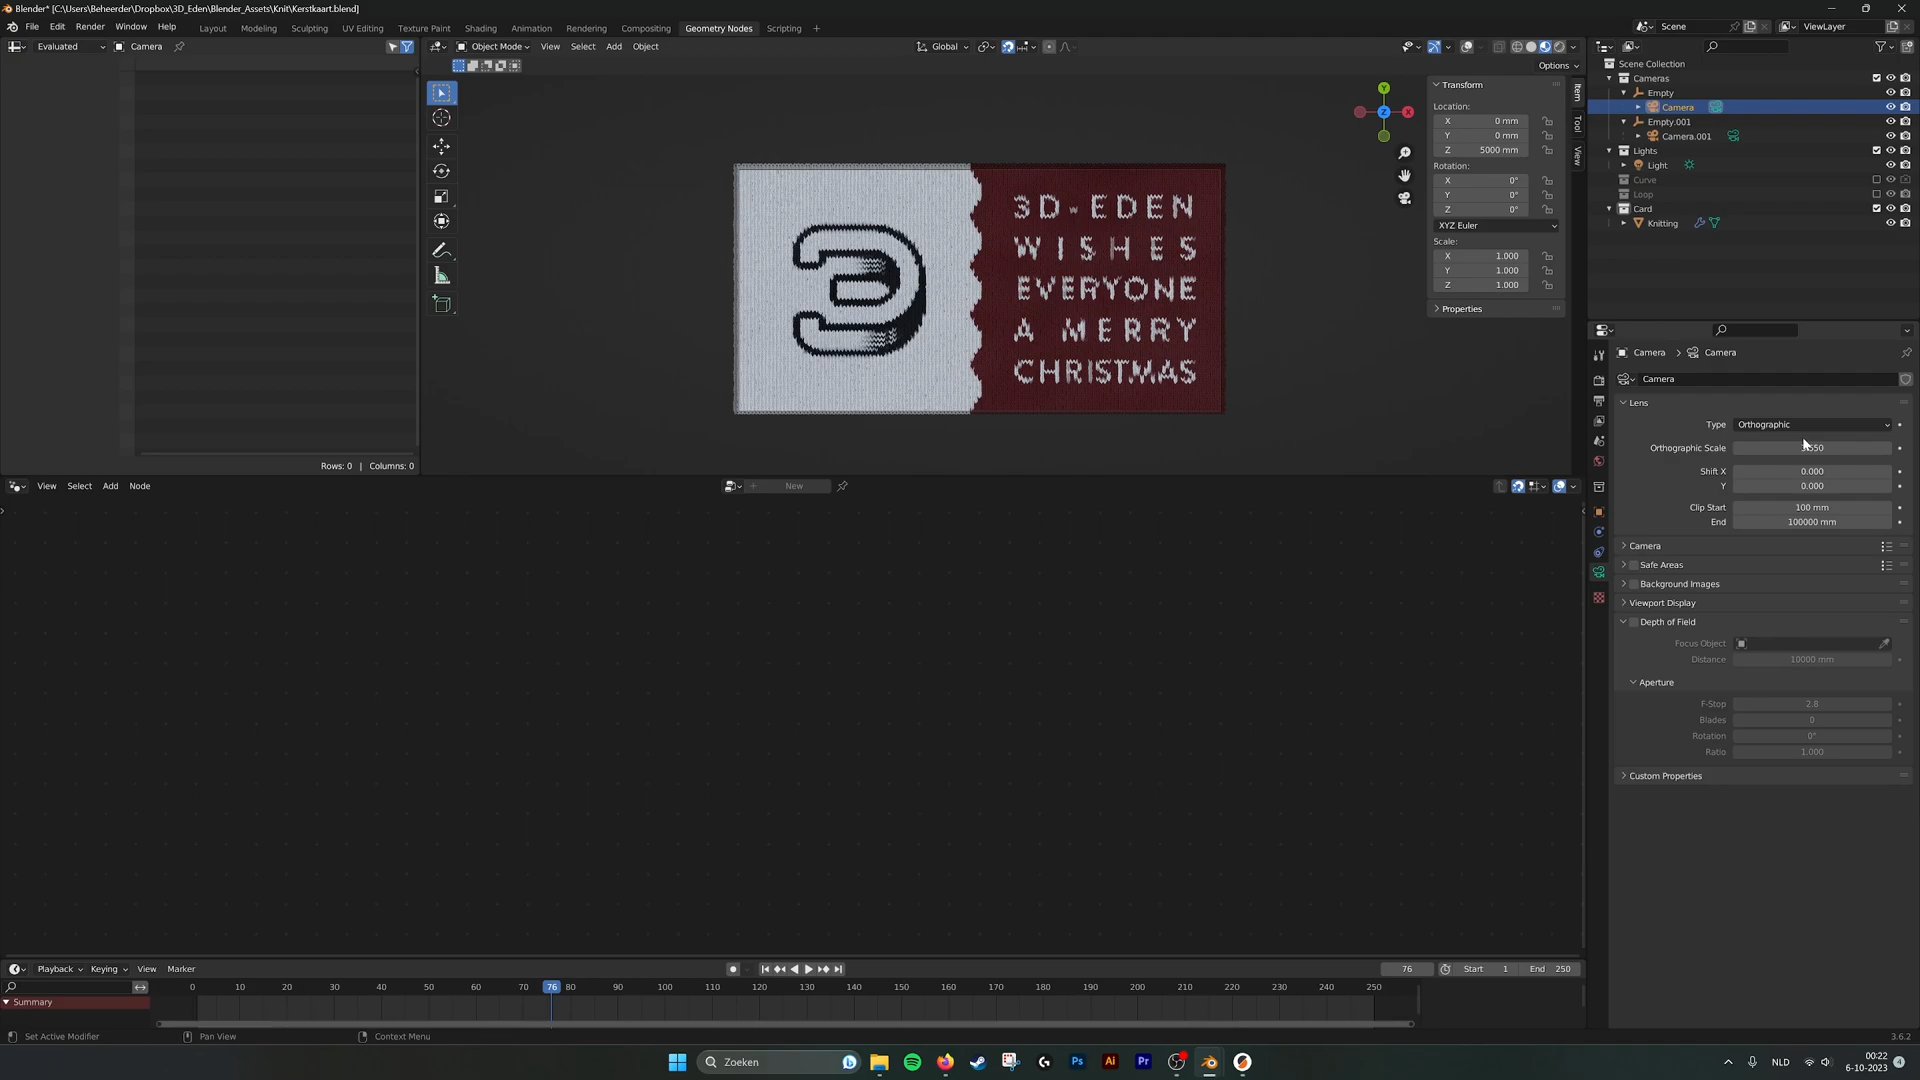 Blender* [C:\Users\Beheerder\Dropbox\3D_Eden\Blender_Assets\Knit\Kerstkaart.blend]
File Edit Render Window Help Layout Modeling Sculpting UV Editing Texture Paint Shading Animation Rendering Compositing Geometry Nodes Scripting + Scene ViewLayer
Evaluated Camera Object Mode View Select Add Object Global
Options
Rows: 0 | Columns: 0
3D-EDEN
WISHES
EVERYONE
A MERRY
CHRISTMAS
Y
Z
X
Transform
Location:
X 0 mm
Y 0 mm
Z 5000 mm
Rotation:
X 0°
Y 0°
Z 0°
XYZ Euler
Scale:
X 1.000
Y 1.000
Z 1.000
Properties
Item
Tool
View
Scene Collection
Cameras
Empty
Camera
Empty.001
Camera.001
Lights
Light
Curve
Loop
Card
Knitting
Camera > Camera
Camera
Lens
Type Orthographic
Orthographic Scale
Shift X 0.000
Y 0.000
Clip Start 100 mm
End 100000 mm
Camera
Safe Areas
Background Images
Viewport Display
Depth of Field
Focus Object
Distance 10000 mm
Aperture
F-Stop 2.8
Blades 0
Rotation 0°
Ratio 1.000
Custom Properties
View Select Add Node New
Playback Keying View Marker 76 Start 1 End 250
0 10 20 30 40 50 60 70 76 80 90 100 110 120 130 140 150 160 170 180 190 200 210 220 230 240 250
Summary
Set Active Modifier Pan View Context Menu 3.6.2
Zoeken Ps Ai Pr NLD 00:22
6-10-2023
4